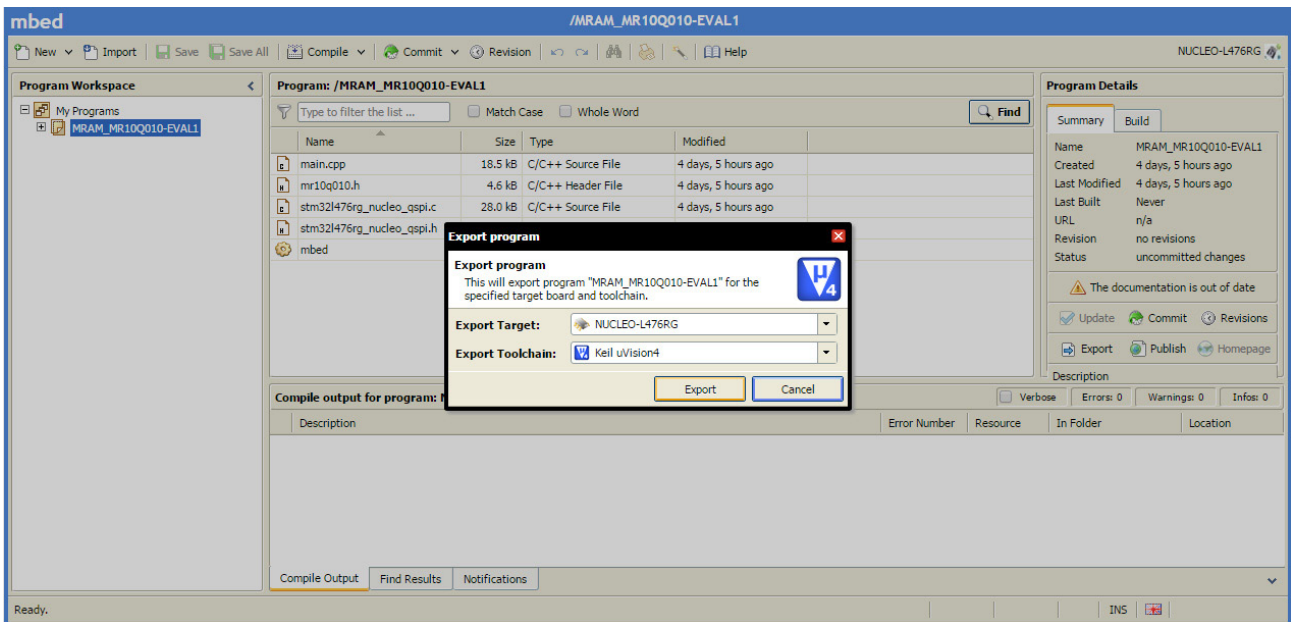 mbed /MRAM_MR10Q010-EVAL1
New Import Save Save All Compile Commit Revision Help NUCLEO-L476RG
Program Workspace
My Programs
MRAM_MR10Q010-EVAL1
Program: /MRAM_MR10Q010-EVAL1
Type to filter the list ... Match Case Whole Word Find
Name Size Type Modified
main.cpp 18.5 kB C/C++ Source File 4 days, 5 hours ago
mr10q010.h 4.6 kB C/C++ Header File 4 days, 5 hours ago
stm32l476rg_nucleo_qspi.c 28.0 kB C/C++ Source File 4 days, 5 hours ago
stm32l476rg_nucleo_qspi.h
mbed
Export program
Export program
This will export program "MRAM_MR10Q010-EVAL1" for the
specified target board and toolchain.
µ
4
Export Target: NUCLEO-L476RG
Export Toolchain: Keil uVision4
Export Cancel
Program Details
Summary Build
Name MRAM_MR10Q010-EVAL1
Created 4 days, 5 hours ago
Last Modified 4 days, 5 hours ago
Last Built Never
URL n/a
Revision no revisions
Status uncommitted changes
The documentation is out of date
Update Commit Revisions
Export Publish Homepage
Description
Compile output for program: Verbose Errors: 0 Warnings: 0 Infos: 0
Description Error Number Resource In Folder Location
Compile Output Find Results Notifications
Ready. INS